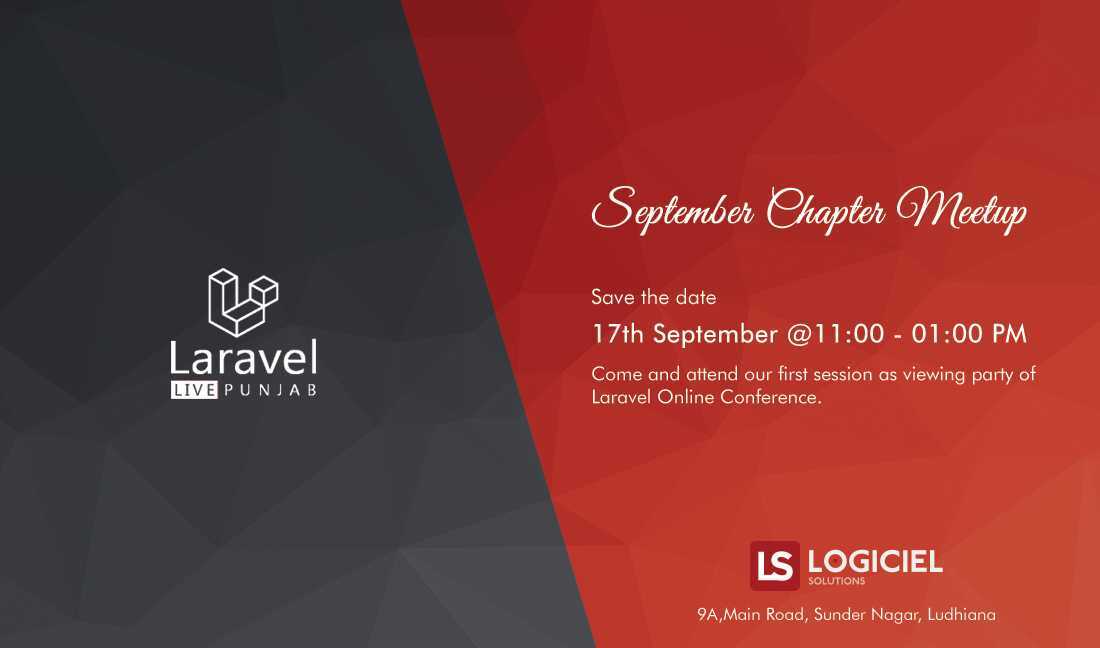 Laravel
LIVE PUNJAB
September Chapter Meetup
Save the date
17th September @11:00 - 01:00 PM
Come and attend our first session as viewing party of
Laravel Online Conference.
LS LOGICIEL
SOLUTIONS
9A,Main Road, Sunder Nagar, Ludhiana